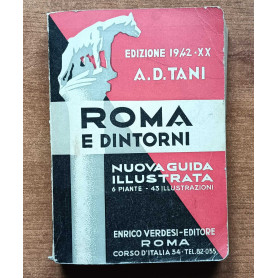 EDIZIONE 1942-XX
A.D. TANI
ROMA
E DINTORNI
NUOVA GUIDA
ILLUSTRATA
6 PIANTE - 43 ILLUSTRAZIONI
ENRICO VERDESI-EDITORE
ROMA
CORSO D'ITALIA 34-TEL.82-055